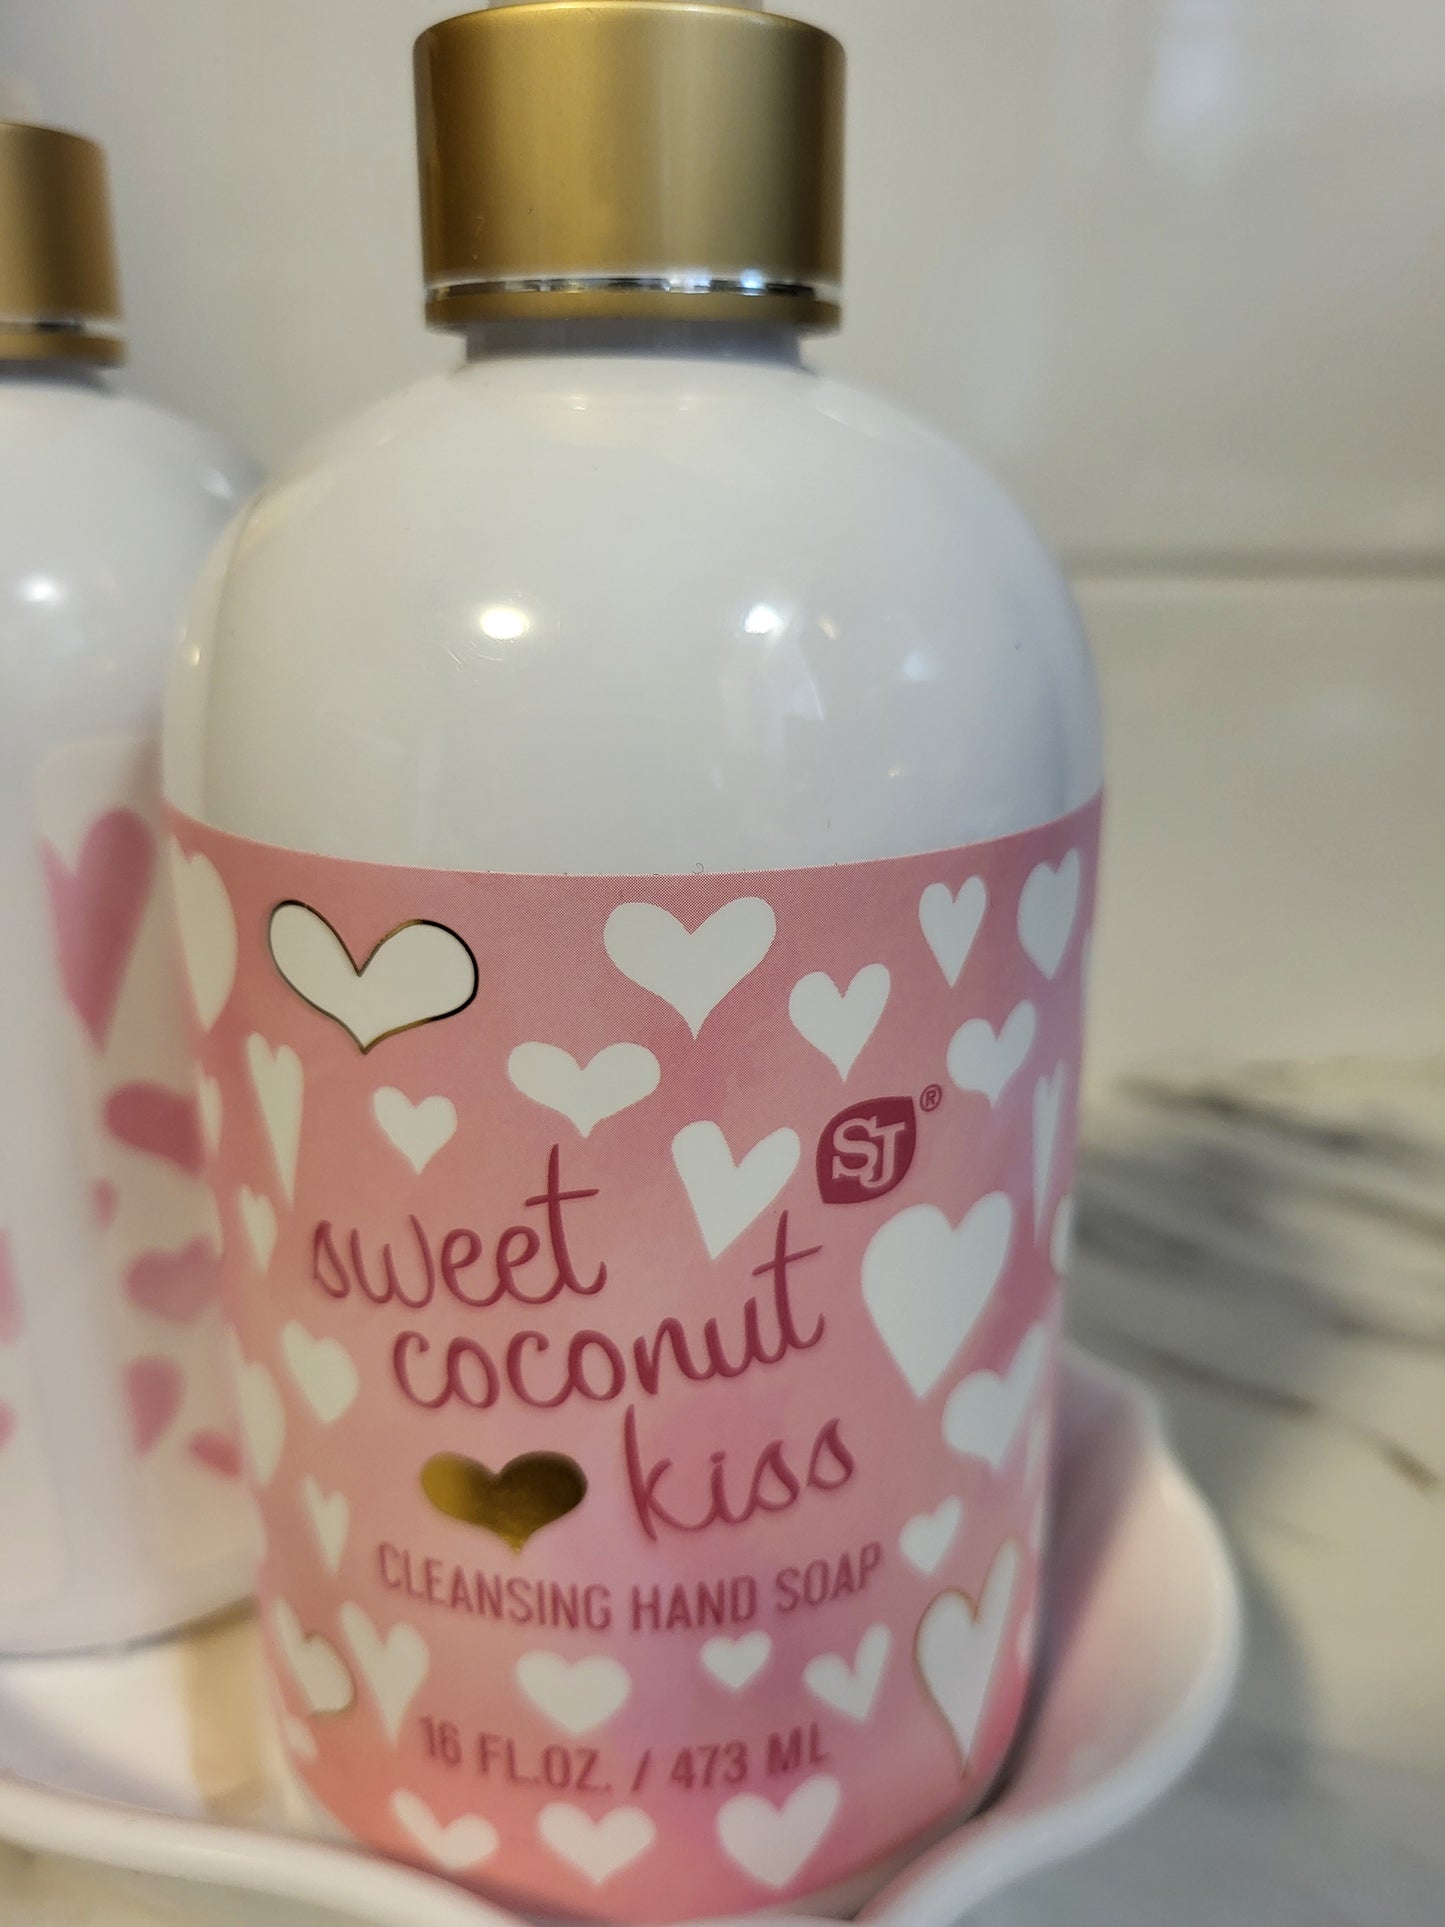 SJ®
sweet
coconut
kiss
CLEANSING HAND SOAP
16 FL.OZ. / 473 ML